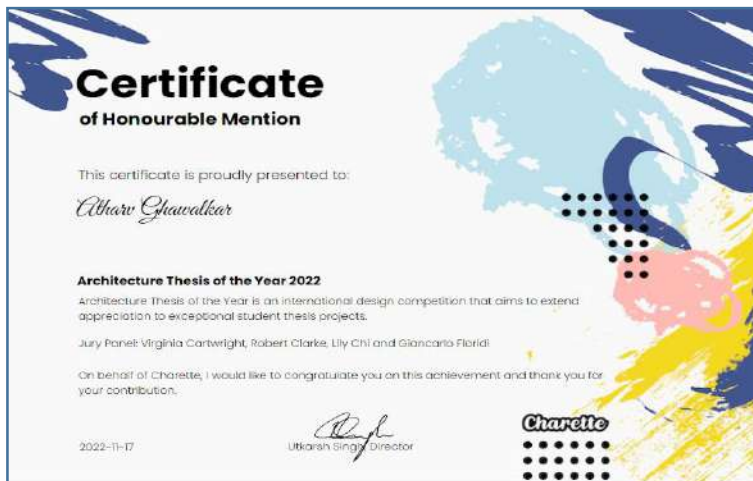 Certificate
of Honourable Mention
This certificate is proudly presented to:
Atharv Ghawalkar
Architecture Thesis of the Year 2022
Architecture Thesis of the Year is an international design competition that aims to extend
appreciation to exceptional student thesis projects.
Jury Panel: Virginia Cartwright, Robert Clarke, Lily Chi and Giancarlo Floridi
On behalf of Charette, I would like to congratulate you on this achievement and thank you for
your contribution.
2022-11-17
Utkarsh Singh, Director
Charette